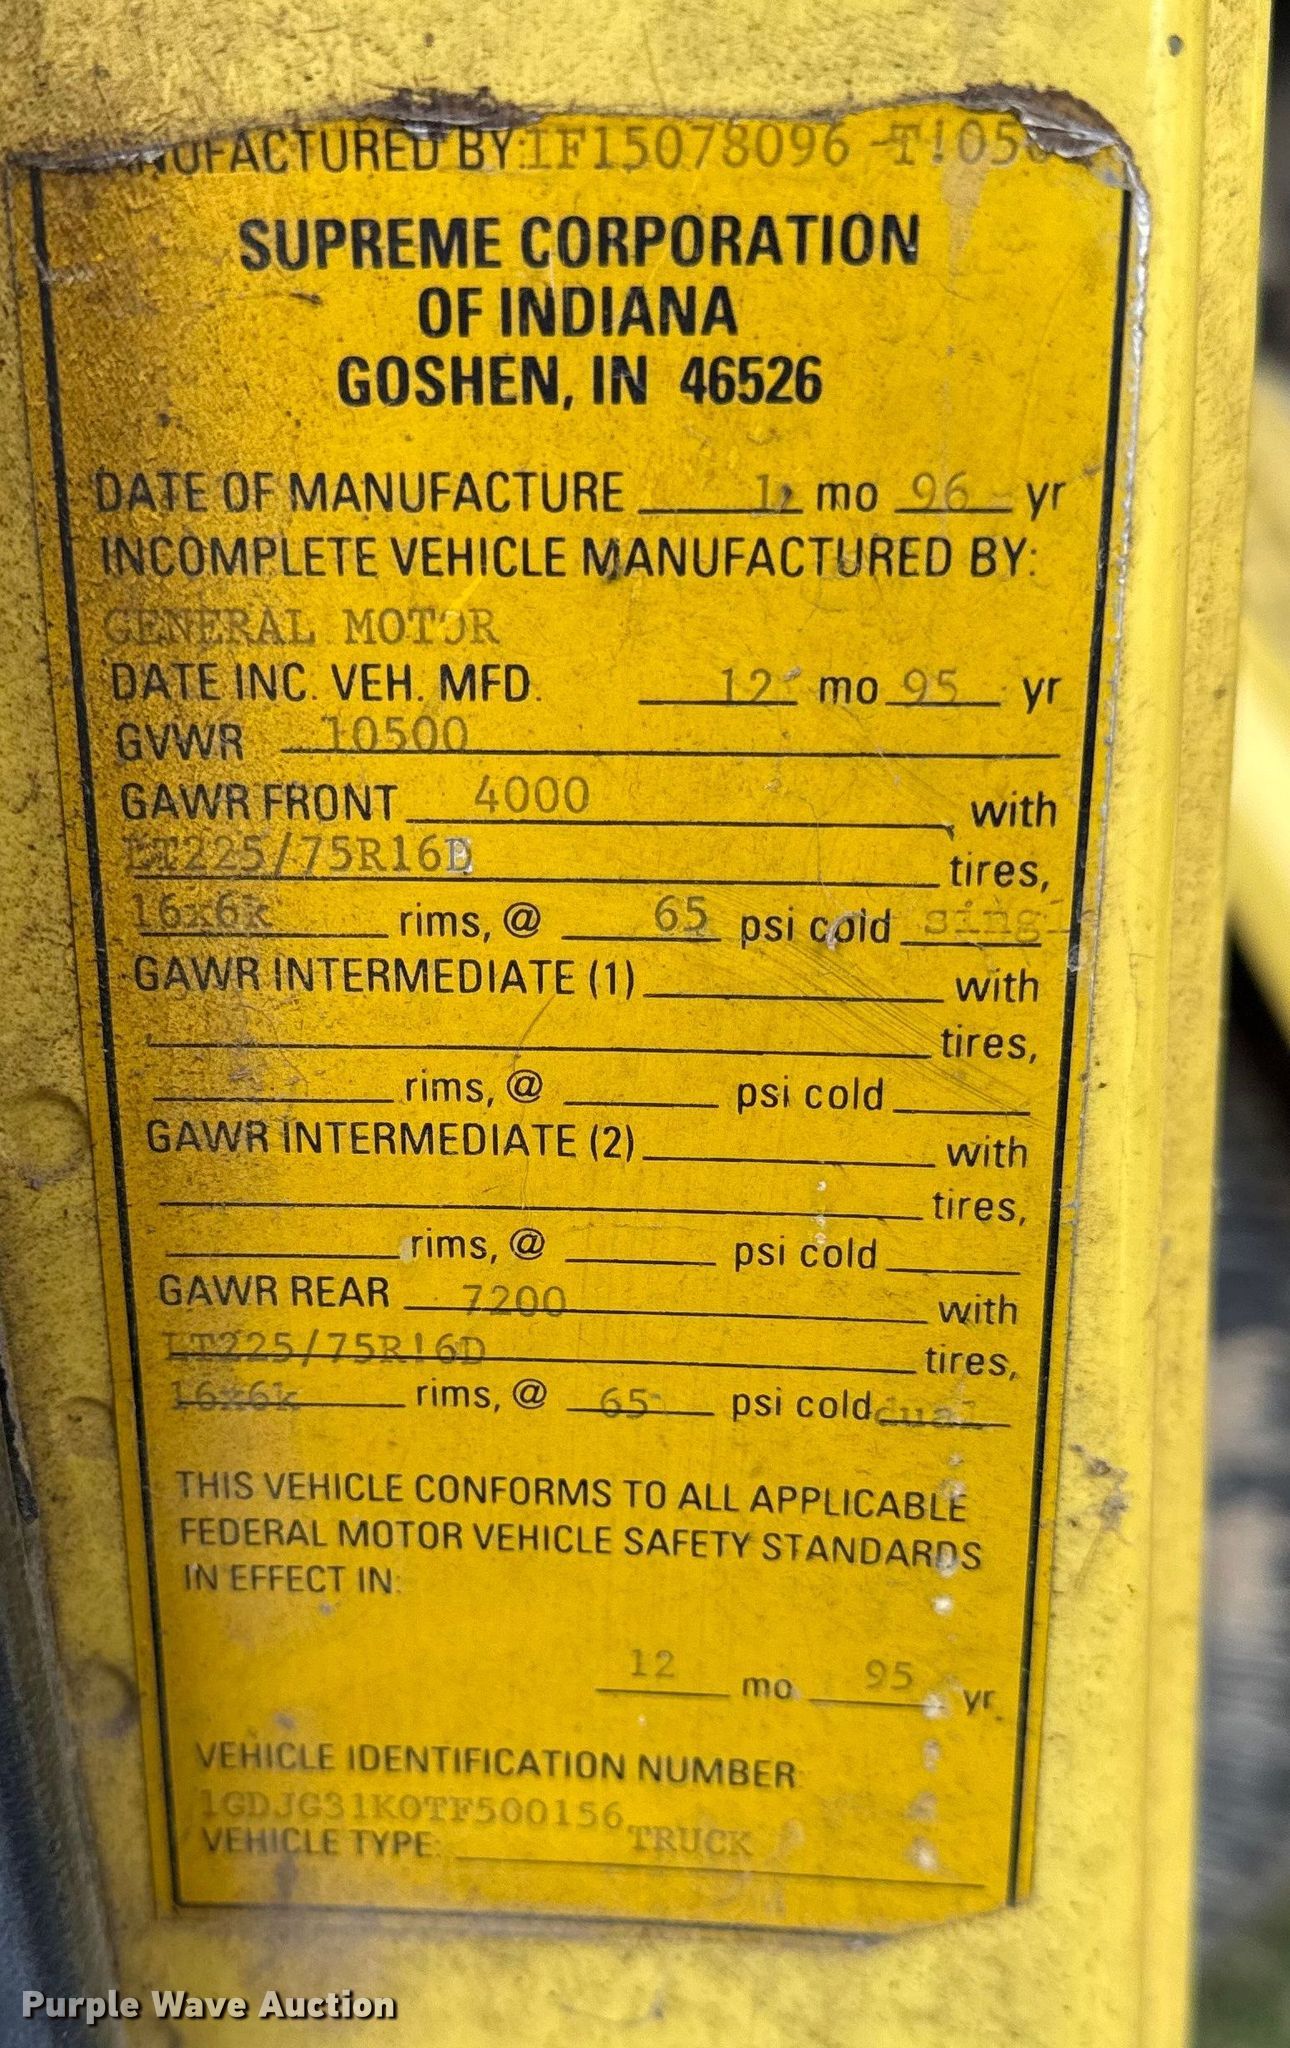 NUFACTURED BY: 1F15078096 -T!05
SUPREME CORPORATION
OF INDIANA
GOSHEN, IN 46526
DATE OF MANUFACTURE mo 96 yr
INCOMPLETE VEHICLE MANUFACTURED BY:
GENERAL MOTOR
DATE INC. VEH. MFD. 12 mo 95 yr
GVWR 10500
GAWR FRONT 4000 with
LT225/75R16D tires,
16x6k rims, @ 65 psi cold singl
GAWR INTERMEDIATE (1) with
tires,
rims, @ psi cold
GAWR INTERMEDIATE (2) with
tires,
rims, @ psi cold
GAWR REAR 7200 with
LT225/75R16D tires,
16x6k rims, @ 65 psi cold dual
THIS VEHICLE CONFORMS TO ALL APPLICABLE
FEDERAL MOTOR VEHICLE SAFETY STANDARDS
IN EFFECT IN:
12 mo 95 yr.
VEHICLE IDENTIFICATION NUMBER
1GDJG31K0TF500156
VEHICLE TYPE: TRUCK
Purple Wave Auction